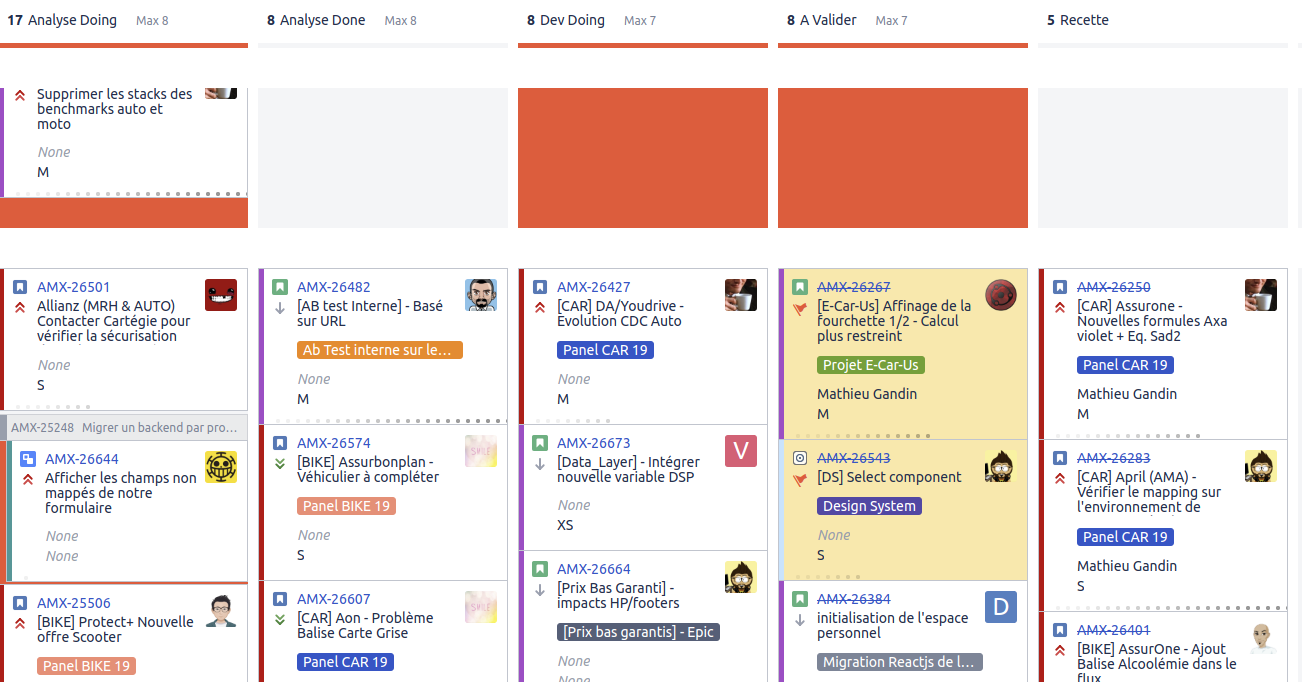 17 Analyse Doing Max 8
8 Analyse Done Max 8
8 Dev Doing Max 7
8 A Valider Max 7
5 Recette
Supprimer les stacks des
benchmarks auto et
moto
None
M
AMX-26501
Allianz (MRH & AUTO)
Contacter Cartégie pour
vérifier la sécurisation
None
S
AMX-25248 Migrer un backend par pro...
AMX-26644
Afficher les champs non
mappés de notre
formulaire
None
None
AMX-25506
[BIKE] Protect+ Nouvelle
offre Scooter
Panel BIKE 19
AMX-26482
[AB test Interne] - Basé
sur URL
Ab Test interne sur le...
None
M
AMX-26574
[BIKE] Assurbonplan -
Véhiculier à compléter
Panel BIKE 19
None
S
AMX-26607
[CAR] Aon - Problème
Balise Carte Grise
Panel CAR 19
AMX-26427
[CAR] DA/Youdrive -
Evolution CDC Auto
Panel CAR 19
None
M
AMX-26673
[Data_Layer] - Intégrer
nouvelle variable DSP
None
XS
V
AMX-26664
[Prix Bas Garanti] -
impacts HP/footers
[Prix bas garantis] - Epic
None
None
AMX-26267
[E-Car-Us] Affinage de la
fourchette 1/2 - Calcul
plus restreint
Projet E-Car-Us
Mathieu Gandin
M
AMX-26543
[DS] Select component
Design System
None
S
AMX-26384
initialisation de l'espace
personnel
Migration Reactjs de l...
D
AMX-26250
[CAR] Assurone -
Nouvelles formules Axa
violet + Eq. Sad2
Panel CAR 19
Mathieu Gandin
M
AMX-26283
[CAR] April (AMA) -
Vérifier le mapping sur
l'environnement de
Panel CAR 19
Mathieu Gandin
S
AMX-26401
[BIKE] AssurOne - Ajout
Balise Alcoolémie dans le
flux